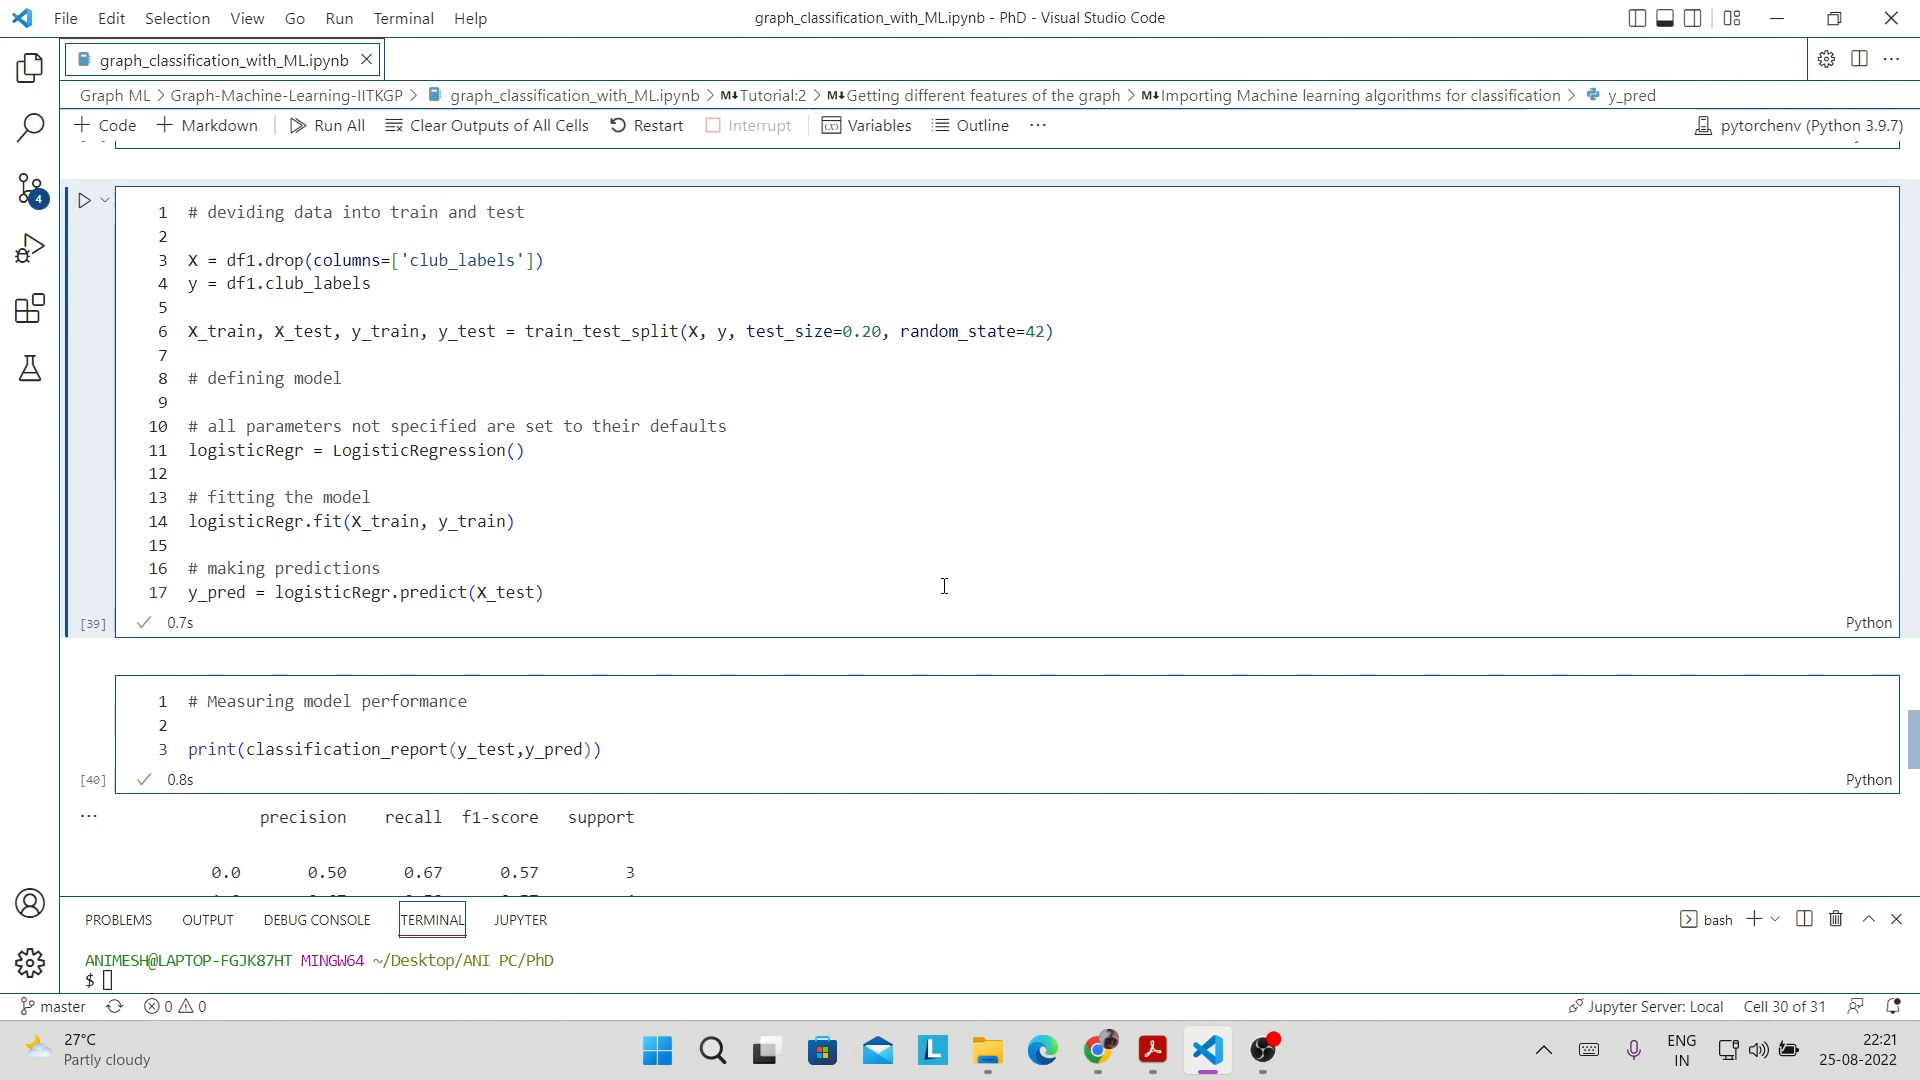 File Edit Selection View Go Run Terminal Help
graph_classification_with_ML.ipynb - PhD - Visual Studio Code
graph_classification_with_ML.ipynb
Graph ML > Graph-Machine-Learning-IITKGP > graph_classification_with_ML.ipynb > M↓Tutorial:2 > M↓Getting different features of the graph > M↓Importing Machine learning algorithms for classification > y_pred
+ Code + Markdown Run All Clear Outputs of All Cells Restart Interrupt Variables Outline ··· pytorchenv (Python 3.9.7)
4
1 # deviding data into train and test
2
3 X = df1.drop(columns=['club_labels'])
4 y = df1.club_labels
5
6 X_train, X_test, y_train, y_test = train_test_split(X, y, test_size=0.20, random_state=42)
7
8 # defining model
9
10 # all parameters not specified are set to their defaults
11 logisticRegr = LogisticRegression()
12
13 # fitting the model
14 logisticRegr.fit(X_train, y_train)
15
16 # making predictions
17 y_pred = logisticRegr.predict(X_test)
[39] ✓ 0.7s Python
1 # Measuring model performance
2
3 print(classification_report(y_test,y_pred))
[40] ✓ 0.8s Python
··· precision recall f1-score support
0.0 0.50 0.67 0.57 3
PROBLEMS OUTPUT DEBUG CONSOLE TERMINAL JUPYTER bash
ANIMESH@LAPTOP-FGJK87HT MINGW64 ~/Desktop/ANI PC/PhD
$
master 0 0 Jupyter Server: Local Cell 30 of 31
27°C
Partly cloudy
ENG
IN
22:21
25-08-2022